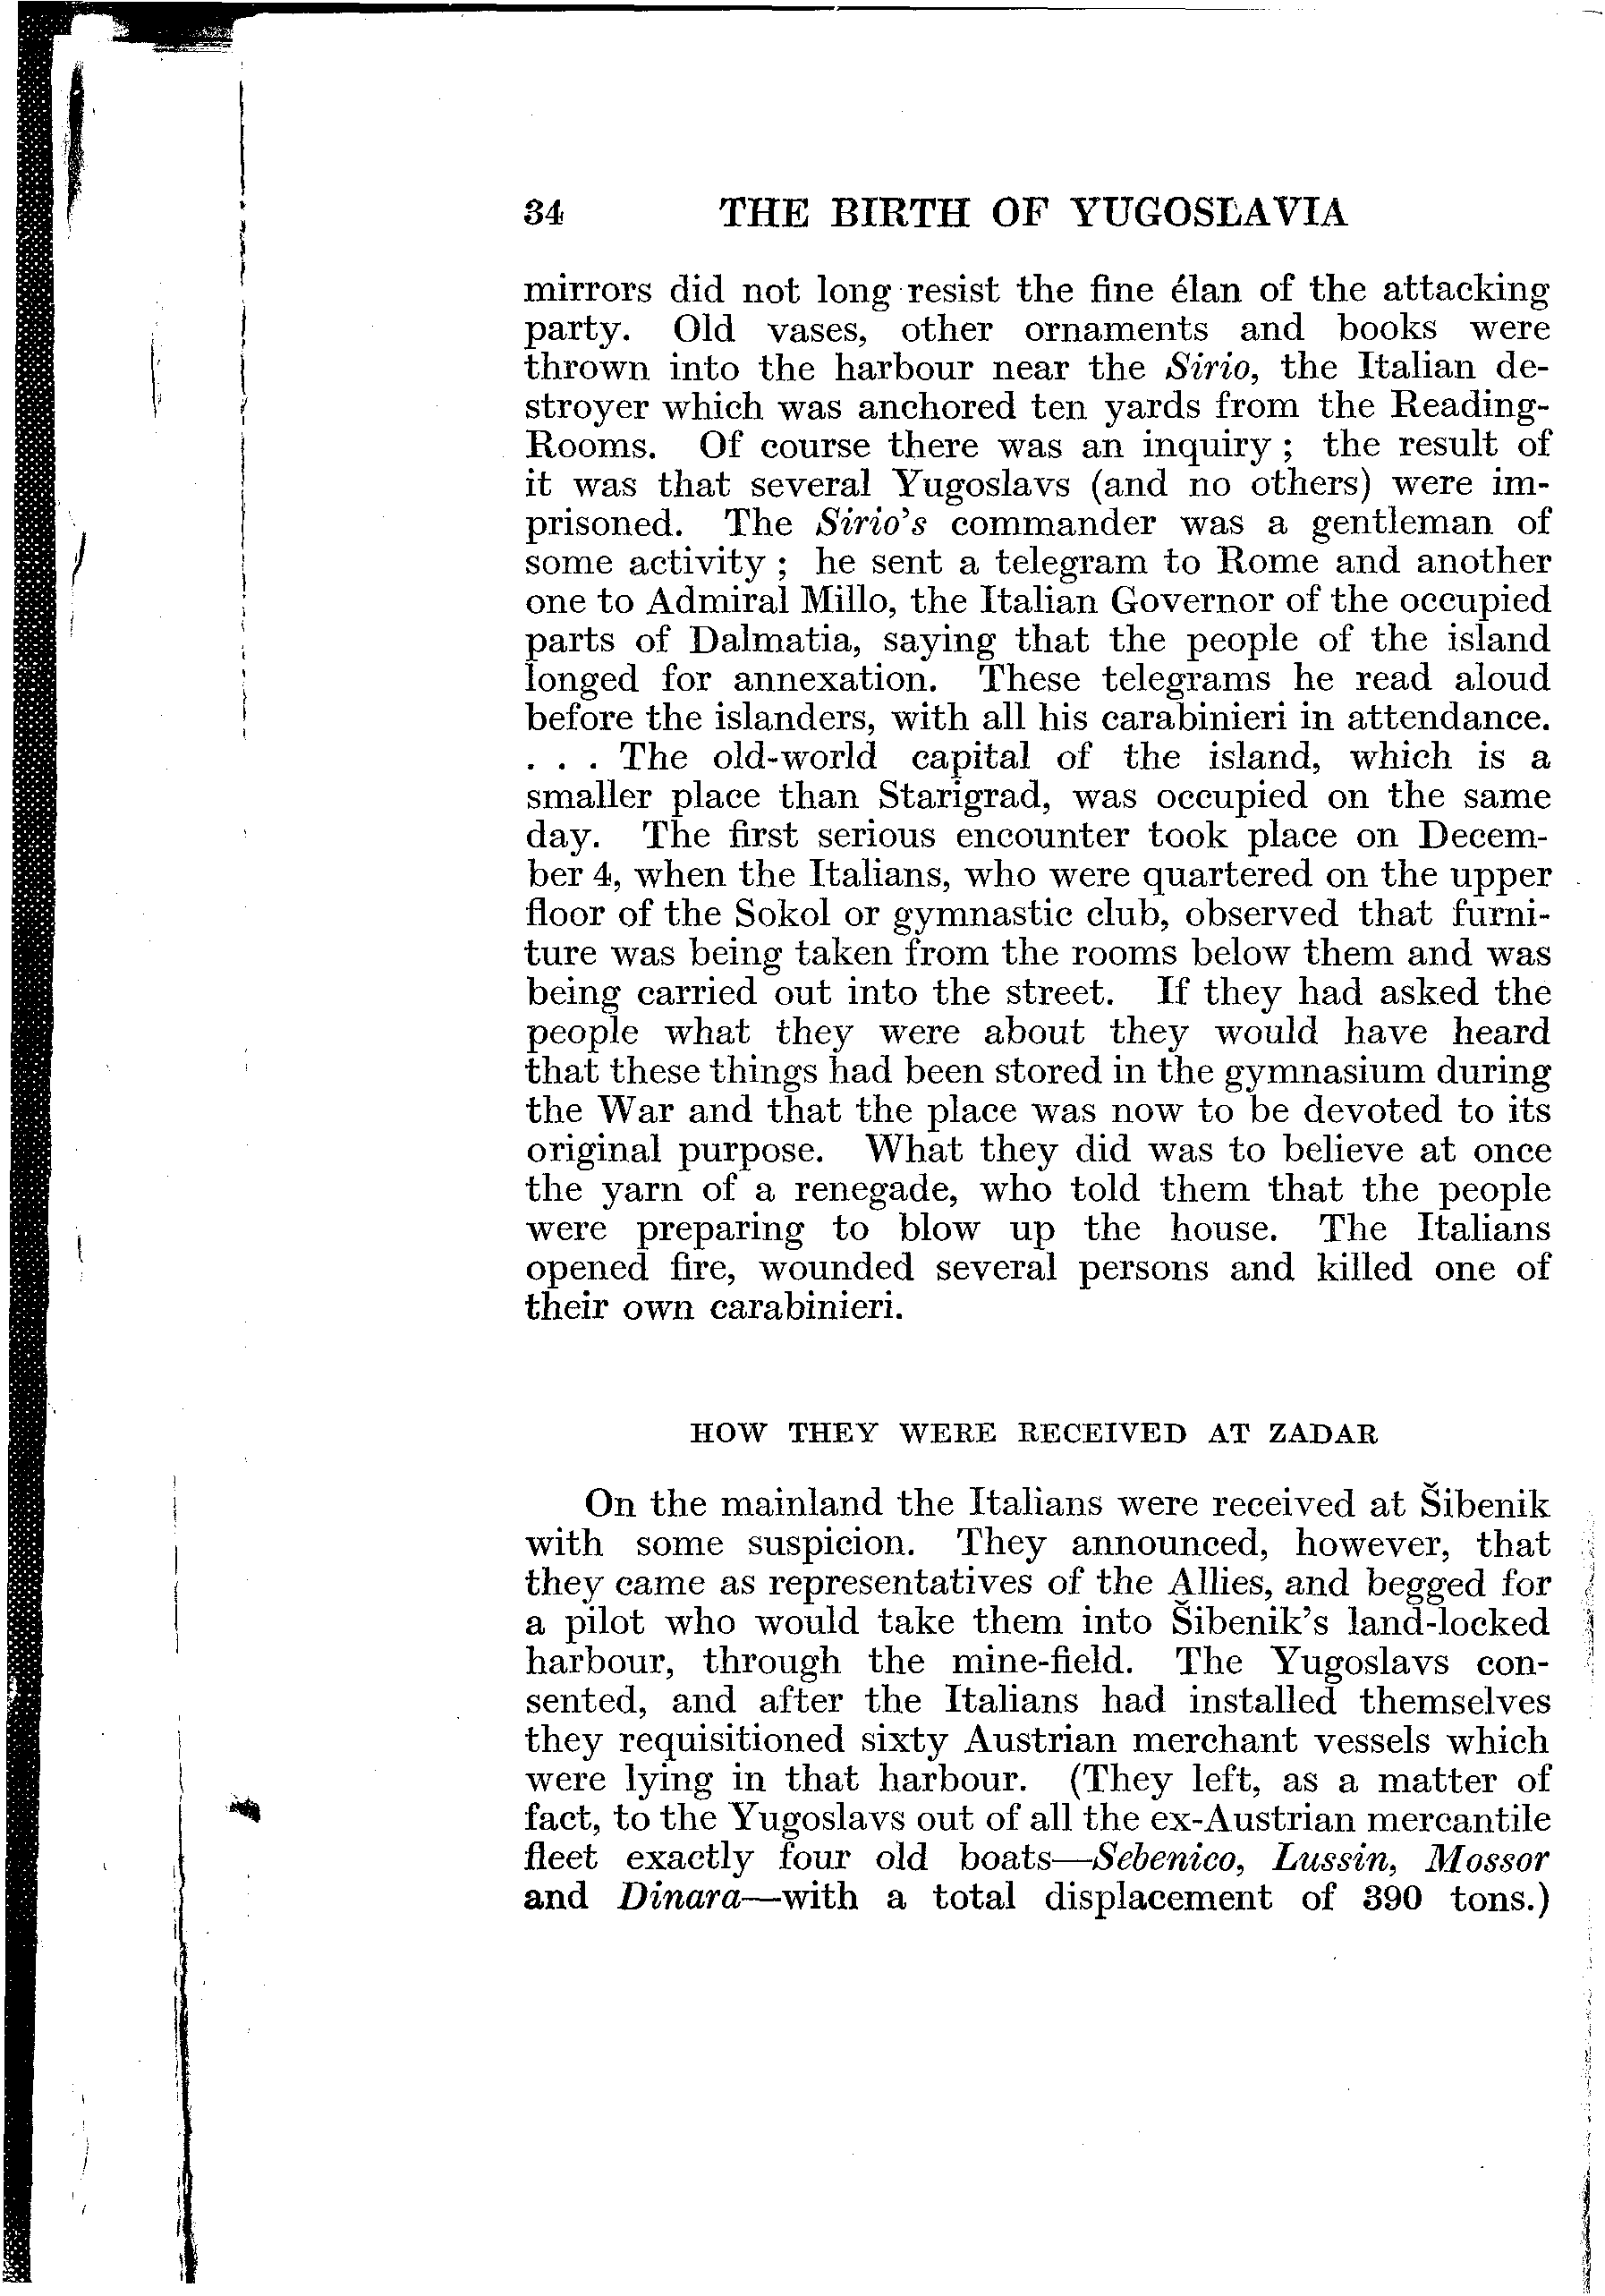 34 THE BIRTH OF YUGOSLAVIA
mirrors did not long resist the fine élan of the attacking
party. Old vases, other ornaments and books were
thrown into the harbour near the Sirio, the Italian de-
stroyer which was anchored ten yards from the Reading-
Rooms. Of course there was an inquiry ; the result of
it was that several Yugoslavs (and no others) were im-
prisoned. The Sirio's commander was a gentleman of
some activity ; he sent a telegram to Rome and another
one to Admiral Millo, the Italian Governor of the occupied
parts of Dalmatia, saying that the people of the island
longed for annexation. These telegrams he read aloud
before the islanders, with all his carabinieri in attendance.
. . . The old-world capital of the island, which is a
smaller place than Starigrad, was occupied on the same
day. The first serious encounter took place on Decem-
ber 4, when the Italians, who were quartered on the upper
floor of the Sokol or gymnastic club, observed that furni-
ture was being taken from the rooms below them and was
being carried out into the street. If they had asked the
people what they were about they would have heard
that these things had been stored in the gymnasium during
the War and that the place was now to be devoted to its
original purpose. What they did was to believe at once
the yarn of a renegade, who told them that the people
were preparing to blow up the house. The Italians
opened fire, wounded several persons and killed one of
their own carabinieri.
HOW THEY WERE RECEIVED AT ZADAR
On the mainland the Italians were received at Šibenik
with some suspicion. They announced, however, that
they came as representatives of the Allies, and begged for
a pilot who would take them into Šibenik's land-locked
harbour, through the mine-field. The Yugoslavs con-
sented, and after the Italians had installed themselves
they requisitioned sixty Austrian merchant vessels which
were lying in that harbour. (They left, as a matter of
fact, to the Yugoslavs out of all the ex-Austrian mercantile
fleet exactly four old boats—Sebenico, Lussin, Mossor
and Dinara—with a total displacement of 390 tons.)